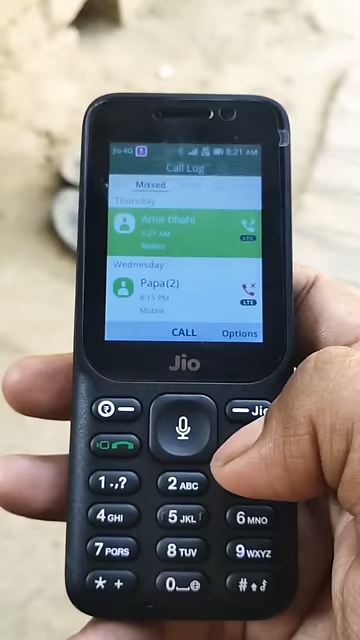 Jio 4G 1 8:21 AM
Call Log
Missed
Thursday
Amit bhahi
7:27 AM
Mobile
LTE
Wednesday
Papa(2)
8:15 PM
LTE
Mobile
CALL Options
Jio
₹ Jio
1 .,? 2 ABC
4 GHI 5 JKL 6 MNO
7 PQRS 8 TUV 9 WXYZ
* + 0 #